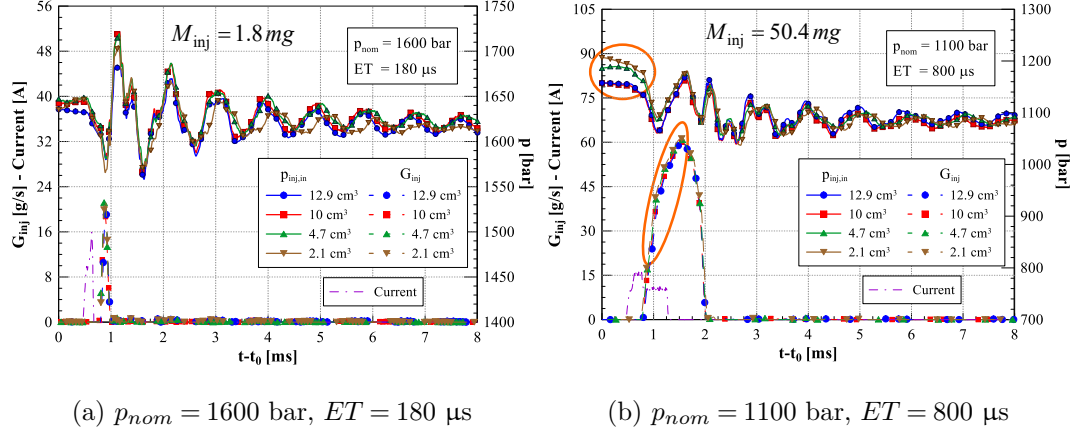 M_inj = 1.8 mg
p_nom = 1600 bar
ET = 180 μs
56
48
40
32
24
16
8
0
G_inj [g/s] - Current [A]
1750
1700
1650
1600
1550
1500
1450
1400
p [bar]
p_inj,in G_inj
12.9 cm³ 12.9 cm³
10 cm³ 10 cm³
4.7 cm³ 4.7 cm³
2.1 cm³ 2.1 cm³
Current
0 1 2 3 4 5 6 7 8
t-t₀ [ms]
(a) p_nom = 1600 bar, ET = 180 μs
M_inj = 50.4 mg
p_nom = 1100 bar
ET = 800 μs
105
90
75
60
45
30
15
0
G_inj [g/s] - Current [A]
1300
1200
1100
1000
900
800
700
p [bar]
p_inj,in G_inj
12.9 cm³ 12.9 cm³
10 cm³ 10 cm³
4.7 cm³ 4.7 cm³
2.1 cm³ 2.1 cm³
Current
0 1 2 3 4 5 6 7 8
t-t₀ [ms]
(b) p_nom = 1100 bar, ET = 800 μs